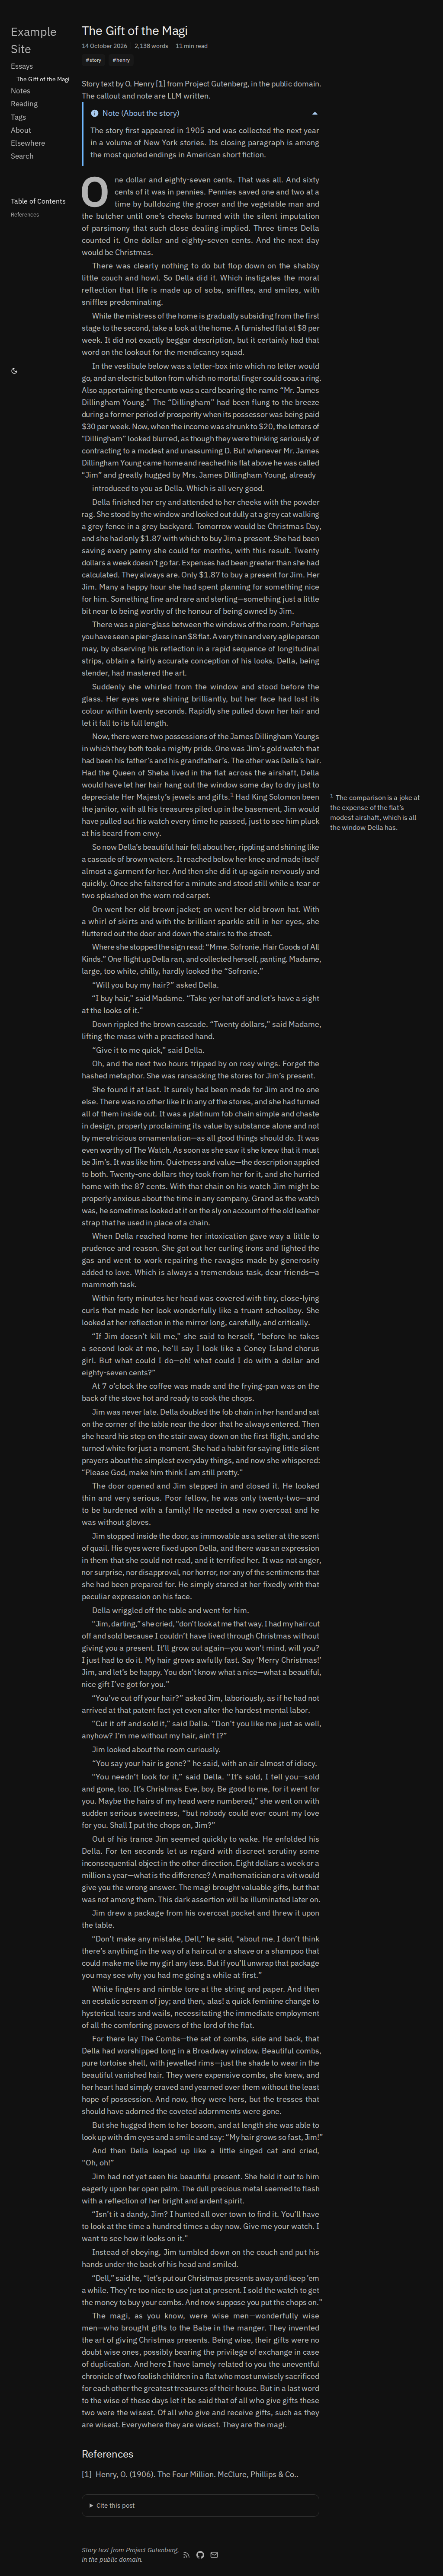 Example
Site
Essays
The Gift of the Magi
Notes
Reading
Tags
About
Elsewhere
Search
Table of Contents
References
The Gift of the Magi
14 October 2026 | 2,138 words | 11 min read
#story #henry
Story text by O. Henry [1] from Project Gutenberg, in the public domain.
The callout and note are LLM written.
Note (About the story)
The story first appeared in 1905 and was collected the next year
in a volume of New York stories. Its closing paragraph is among
the most quoted endings in American short fiction.
One dollar and eighty-seven cents. That was all. And sixty
cents of it was in pennies. Pennies saved one and two at a
time by bulldozing the grocer and the vegetable man and
the butcher until one’s cheeks burned with the silent imputation
of parsimony that such close dealing implied. Three times Della
counted it. One dollar and eighty-seven cents. And the next day
would be Christmas.
There was clearly nothing to do but flop down on the shabby
little couch and howl. So Della did it. Which instigates the moral
reflection that life is made up of sobs, sniffles, and smiles, with
sniffles predominating.
While the mistress of the home is gradually subsiding from the first
stage to the second, take a look at the home. A furnished flat at $8 per
week. It did not exactly beggar description, but it certainly had that
word on the lookout for the mendicancy squad.
In the vestibule below was a letter-box into which no letter would
go, and an electric button from which no mortal finger could coax a ring.
Also appertaining thereunto was a card bearing the name “Mr. James
Dillingham Young.” The “Dillingham” had been flung to the breeze
during a former period of prosperity when its possessor was being paid
$30 per week. Now, when the income was shrunk to $20, the letters of
“Dillingham” looked blurred, as though they were thinking seriously of
contracting to a modest and unassuming D. But whenever Mr. James
Dillingham Young came home and reached his flat above he was called
“Jim” and greatly hugged by Mrs. James Dillingham Young, already
introduced to you as Della. Which is all very good.
Della finished her cry and attended to her cheeks with the powder
rag. She stood by the window and looked out dully at a grey cat walking
a grey fence in a grey backyard. Tomorrow would be Christmas Day,
and she had only $1.87 with which to buy Jim a present. She had been
saving every penny she could for months, with this result. Twenty
dollars a week doesn’t go far. Expenses had been greater than she had
calculated. They always are. Only $1.87 to buy a present for Jim. Her
Jim. Many a happy hour she had spent planning for something nice
for him. Something fine and rare and sterling—something just a little
bit near to being worthy of the honour of being owned by Jim.
There was a pier-glass between the windows of the room. Perhaps
you have seen a pier-glass in an $8 flat. A very thin and very agile person
may, by observing his reflection in a rapid sequence of longitudinal
strips, obtain a fairly accurate conception of his looks. Della, being
slender, had mastered the art.
Suddenly she whirled from the window and stood before the
glass. Her eyes were shining brilliantly, but her face had lost its
colour within twenty seconds. Rapidly she pulled down her hair and
let it fall to its full length.
Now, there were two possessions of the James Dillingham Youngs
in which they both took a mighty pride. One was Jim’s gold watch that
had been his father’s and his grandfather’s. The other was Della’s hair.
Had the Queen of Sheba lived in the flat across the airshaft, Della
would have let her hair hang out the window some day to dry just to
depreciate Her Majesty’s jewels and gifts.1 Had King Solomon been
the janitor, with all his treasures piled up in the basement, Jim would
have pulled out his watch every time he passed, just to see him pluck
at his beard from envy.
1 The comparison is a joke at
the expense of the flat’s
modest airshaft, which is all
the window Della has.
So now Della’s beautiful hair fell about her, rippling and shining like
a cascade of brown waters. It reached below her knee and made itself
almost a garment for her. And then she did it up again nervously and
quickly. Once she faltered for a minute and stood still while a tear or
two splashed on the worn red carpet.
On went her old brown jacket; on went her old brown hat. With
a whirl of skirts and with the brilliant sparkle still in her eyes, she
fluttered out the door and down the stairs to the street.
Where she stopped the sign read: “Mme. Sofronie. Hair Goods of All
Kinds.” One flight up Della ran, and collected herself, panting. Madame,
large, too white, chilly, hardly looked the “Sofronie.”
“Will you buy my hair?” asked Della.
“I buy hair,” said Madame. “Take yer hat off and let’s have a sight
at the looks of it.”
Down rippled the brown cascade. “Twenty dollars,” said Madame,
lifting the mass with a practised hand.
“Give it to me quick,” said Della.
Oh, and the next two hours tripped by on rosy wings. Forget the
hashed metaphor. She was ransacking the stores for Jim’s present.
She found it at last. It surely had been made for Jim and no one
else. There was no other like it in any of the stores, and she had turned
all of them inside out. It was a platinum fob chain simple and chaste
in design, properly proclaiming its value by substance alone and not
by meretricious ornamentation—as all good things should do. It was
even worthy of The Watch. As soon as she saw it she knew that it must
be Jim’s. It was like him. Quietness and value—the description applied
to both. Twenty-one dollars they took from her for it, and she hurried
home with the 87 cents. With that chain on his watch Jim might be
properly anxious about the time in any company. Grand as the watch
was, he sometimes looked at it on the sly on account of the old leather
strap that he used in place of a chain.
When Della reached home her intoxication gave way a little to
prudence and reason. She got out her curling irons and lighted the
gas and went to work repairing the ravages made by generosity
added to love. Which is always a tremendous task, dear friends—a
mammoth task.
Within forty minutes her head was covered with tiny, close-lying
curls that made her look wonderfully like a truant schoolboy. She
looked at her reflection in the mirror long, carefully, and critically.
“If Jim doesn’t kill me,” she said to herself, “before he takes
a second look at me, he’ll say I look like a Coney Island chorus
girl. But what could I do—oh! what could I do with a dollar and
eighty-seven cents?”
At 7 o’clock the coffee was made and the frying-pan was on the
back of the stove hot and ready to cook the chops.
Jim was never late. Della doubled the fob chain in her hand and sat
on the corner of the table near the door that he always entered. Then
she heard his step on the stair away down on the first flight, and she
turned white for just a moment. She had a habit for saying little silent
prayers about the simplest everyday things, and now she whispered:
“Please God, make him think I am still pretty.”
The door opened and Jim stepped in and closed it. He looked
thin and very serious. Poor fellow, he was only twenty-two—and
to be burdened with a family! He needed a new overcoat and he
was without gloves.
Jim stopped inside the door, as immovable as a setter at the scent
of quail. His eyes were fixed upon Della, and there was an expression
in them that she could not read, and it terrified her. It was not anger,
nor surprise, nor disapproval, nor horror, nor any of the sentiments that
she had been prepared for. He simply stared at her fixedly with that
peculiar expression on his face.
Della wriggled off the table and went for him.
“Jim, darling,” she cried, “don’t look at me that way. I had my hair cut
off and sold because I couldn’t have lived through Christmas without
giving you a present. It’ll grow out again—you won’t mind, will you?
I just had to do it. My hair grows awfully fast. Say ‘Merry Christmas!’
Jim, and let’s be happy. You don’t know what a nice—what a beautiful,
nice gift I’ve got for you.”
“You’ve cut off your hair?” asked Jim, laboriously, as if he had not
arrived at that patent fact yet even after the hardest mental labor.
“Cut it off and sold it,” said Della. “Don’t you like me just as well,
anyhow? I’m me without my hair, ain’t I?”
Jim looked about the room curiously.
“You say your hair is gone?” he said, with an air almost of idiocy.
“You needn’t look for it,” said Della. “It’s sold, I tell you—sold
and gone, too. It’s Christmas Eve, boy. Be good to me, for it went for
you. Maybe the hairs of my head were numbered,” she went on with
sudden serious sweetness, “but nobody could ever count my love
for you. Shall I put the chops on, Jim?”
Out of his trance Jim seemed quickly to wake. He enfolded his
Della. For ten seconds let us regard with discreet scrutiny some
inconsequential object in the other direction. Eight dollars a week or a
million a year—what is the difference? A mathematician or a wit would
give you the wrong answer. The magi brought valuable gifts, but that
was not among them. This dark assertion will be illuminated later on.
Jim drew a package from his overcoat pocket and threw it upon
the table.
“Don’t make any mistake, Dell,” he said, “about me. I don’t think
there’s anything in the way of a haircut or a shave or a shampoo that
could make me like my girl any less. But if you’ll unwrap that package
you may see why you had me going a while at first.”
White fingers and nimble tore at the string and paper. And then
an ecstatic scream of joy; and then, alas! a quick feminine change to
hysterical tears and wails, necessitating the immediate employment
of all the comforting powers of the lord of the flat.
For there lay The Combs—the set of combs, side and back, that
Della had worshipped long in a Broadway window. Beautiful combs,
pure tortoise shell, with jewelled rims—just the shade to wear in the
beautiful vanished hair. They were expensive combs, she knew, and
her heart had simply craved and yearned over them without the least
hope of possession. And now, they were hers, but the tresses that
should have adorned the coveted adornments were gone.
But she hugged them to her bosom, and at length she was able to
look up with dim eyes and a smile and say: “My hair grows so fast, Jim!”
And then Della leaped up like a little singed cat and cried,
“Oh, oh!”
Jim had not yet seen his beautiful present. She held it out to him
eagerly upon her open palm. The dull precious metal seemed to flash
with a reflection of her bright and ardent spirit.
“Isn’t it a dandy, Jim? I hunted all over town to find it. You’ll have
to look at the time a hundred times a day now. Give me your watch. I
want to see how it looks on it.”
Instead of obeying, Jim tumbled down on the couch and put his
hands under the back of his head and smiled.
“Dell,” said he, “let’s put our Christmas presents away and keep ’em
a while. They’re too nice to use just at present. I sold the watch to get
the money to buy your combs. And now suppose you put the chops on.”
The magi, as you know, were wise men—wonderfully wise
men—who brought gifts to the Babe in the manger. They invented
the art of giving Christmas presents. Being wise, their gifts were no
doubt wise ones, possibly bearing the privilege of exchange in case
of duplication. And here I have lamely related to you the uneventful
chronicle of two foolish children in a flat who most unwisely sacrificed
for each other the greatest treasures of their house. But in a last word
to the wise of these days let it be said that of all who give gifts these
two were the wisest. Of all who give and receive gifts, such as they
are wisest. Everywhere they are wisest. They are the magi.
References
[1] Henry, O. (1906). The Four Million. McClure, Phillips & Co..
Cite this post
Story text from Project Gutenberg,
in the public domain.